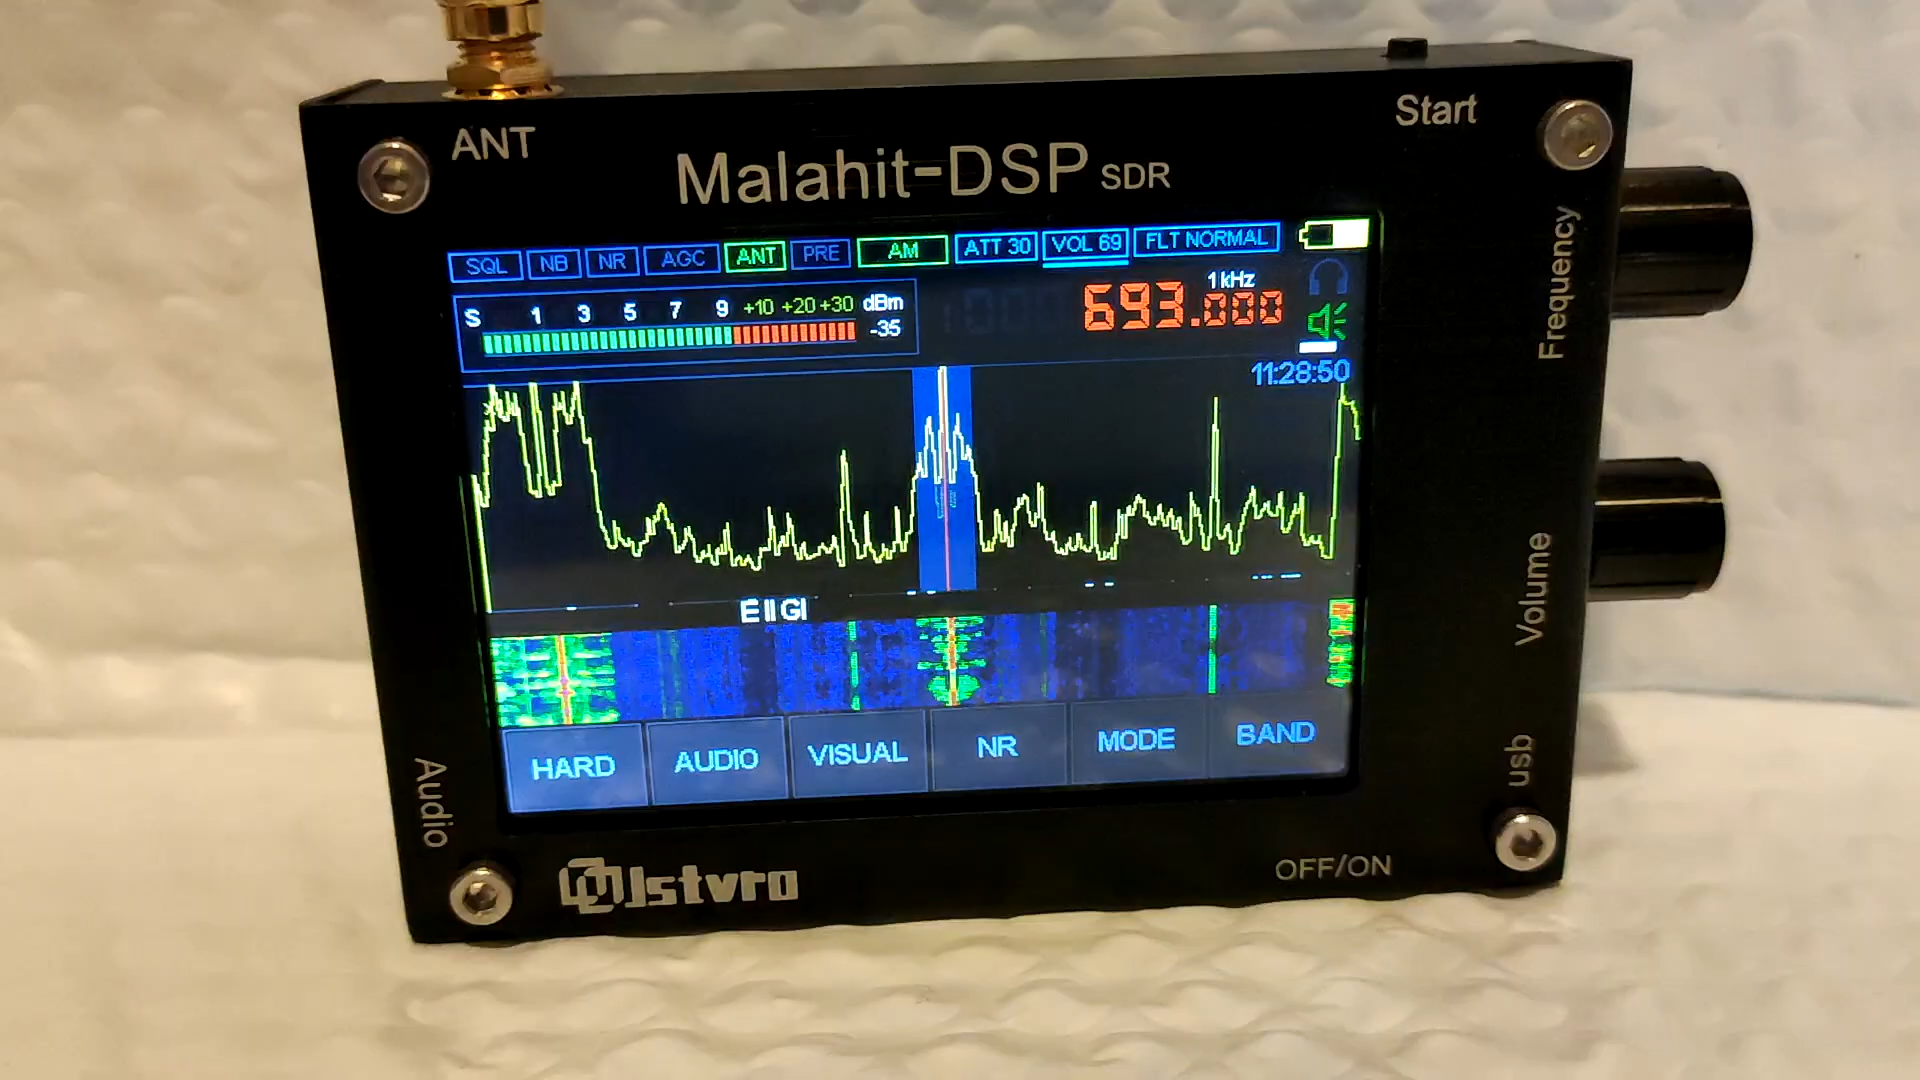 ANT
Start
Malahit-DSP SDR
SQL NB NR AGC ANT PRE AM ATT 30 VOL 69 FLT NORMAL
S 1 3 5 7 9 +10 +20 +30 dBm
-35
1 kHz
693.000
11:28:50
HARD AUDIO VISUAL NR MODE BAND
Frequency
Volume
usb
Audio
OFF/ON